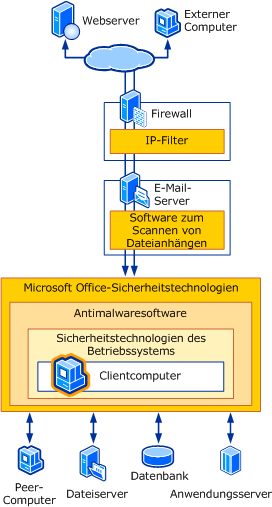 Webserver
Externer
Computer
Firewall
IP-Filter
E-Mail-
Server
Software zum
Scannen von
Dateianhängen
Microsoft Office-Sicherheitstechnologien
Antimalwaresoftware
Sicherheitstechnologien des
Betriebssystems
Clientcomputer
Peer-
Computer
Dateiserver
Datenbank
Anwendungsserver